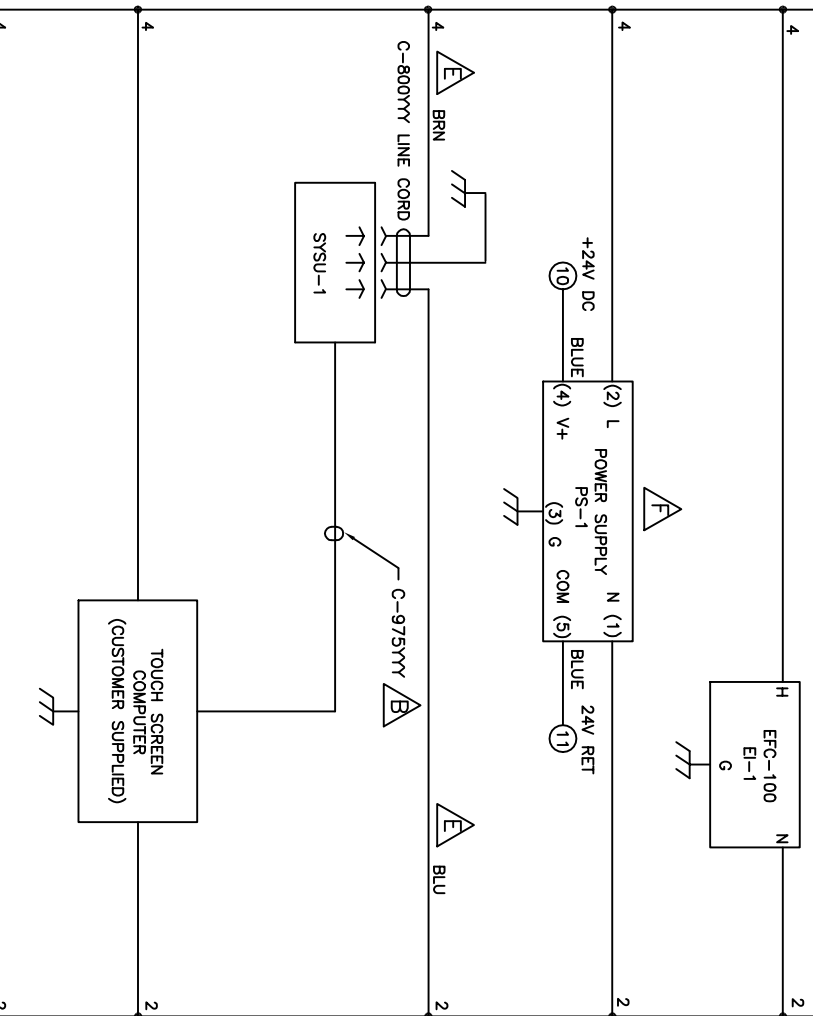 4
2
H
N
EFC-100
EI-1
G
F
4
2
(2) L
N (1)
POWER SUPPLY
PS-1
+24V DC
BLUE
(4) V+
(3) G
COM (5)
BLUE
24V RET
10
11
E
E
4
BRN
BLU
2
C-800YYY LINE CORD
B
C-975YYY
SYSU-1
4
2
TOUCH SCREEN
COMPUTER
(CUSTOMER SUPPLIED)
4
2